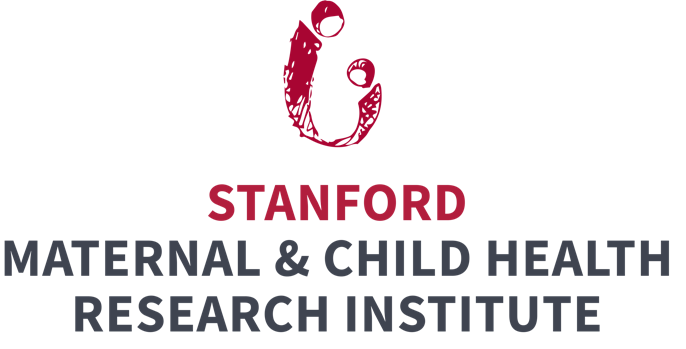 STANFORD
MATERNAL & CHILD HEALTH
RESEARCH INSTITUTE